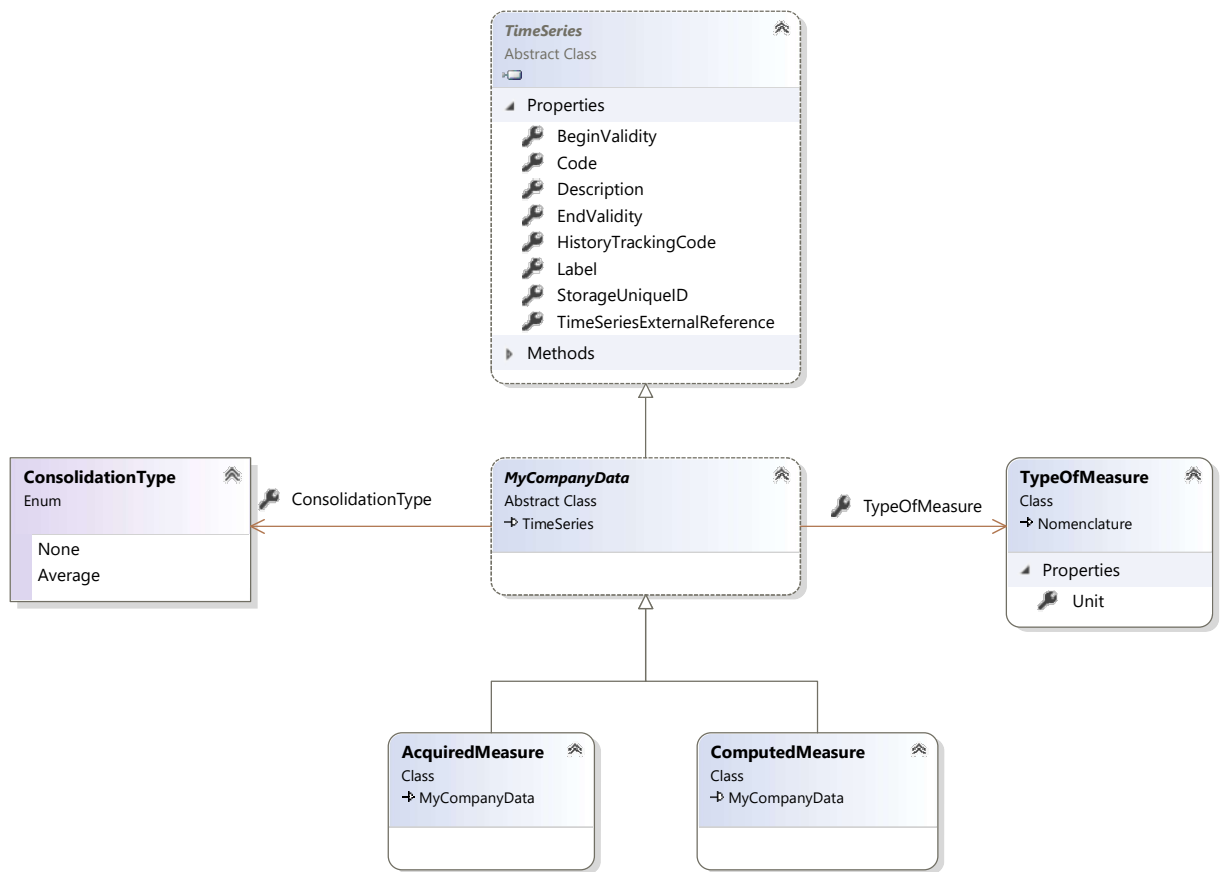 TimeSeries
Abstract Class
Properties
BeginValidity
Code
Description
EndValidity
HistoryTrackingCode
Label
StorageUniqueID
TimeSeriesExternalReference
Methods
ConsolidationType
Enum
None
Average
ConsolidationType
MyCompanyData
Abstract Class
TimeSeries
TypeOfMeasure
TypeOfMeasure
Class
Nomenclature
Properties
Unit
AcquiredMeasure
Class
MyCompanyData
ComputedMeasure
Class
MyCompanyData